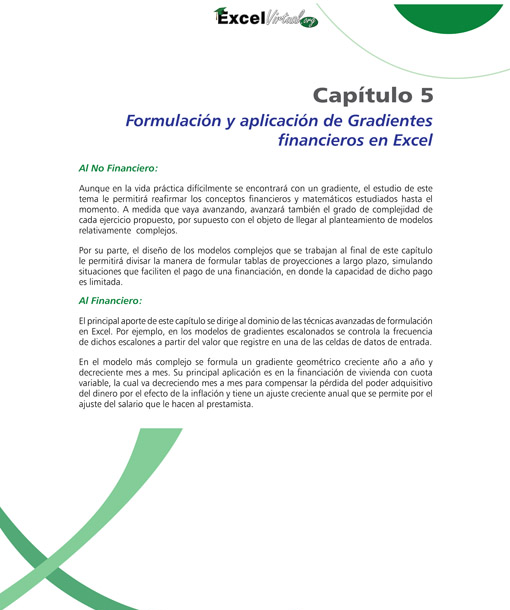 ExcelVirtual.org
Capítulo 5
Formulación y aplicación de Gradientes
financieros en Excel
Al No Financiero:
Aunque en la vida práctica difícilmente se encontrará con un gradiente, el estudio de este
tema le permitirá reafirmar los conceptos financieros y matemáticos estudiados hasta el
momento. A medida que vaya avanzando, avanzará también el grado de complejidad de
cada ejercicio propuesto, por supuesto con el objeto de llegar al planteamiento de modelos
relativamente complejos.
Por su parte, el diseño de los modelos complejos que se trabajan al final de este capítulo
le permitirá divisar la manera de formular tablas de proyecciones a largo plazo, simulando
situaciones que faciliten el pago de una financiación, en donde la capacidad de dicho pago
es limitada.
Al Financiero:
El principal aporte de este capítulo se dirige al dominio de las técnicas avanzadas de formulación
en Excel. Por ejemplo, en los modelos de gradientes escalonados se controla la frecuencia
de dichos escalones a partir del valor que registre en una de las celdas de datos de entrada.
En el modelo más complejo se formula un gradiente geométrico creciente año a año y
decreciente mes a mes. Su principal aplicación es en la financiación de vivienda con cuota
variable, la cual va decreciendo mes a mes para compensar la pérdida del poder adquisitivo
del dinero por el efecto de la inflación y tiene un ajuste creciente anual que se permite por el
ajuste del salario que le hacen al prestamista.